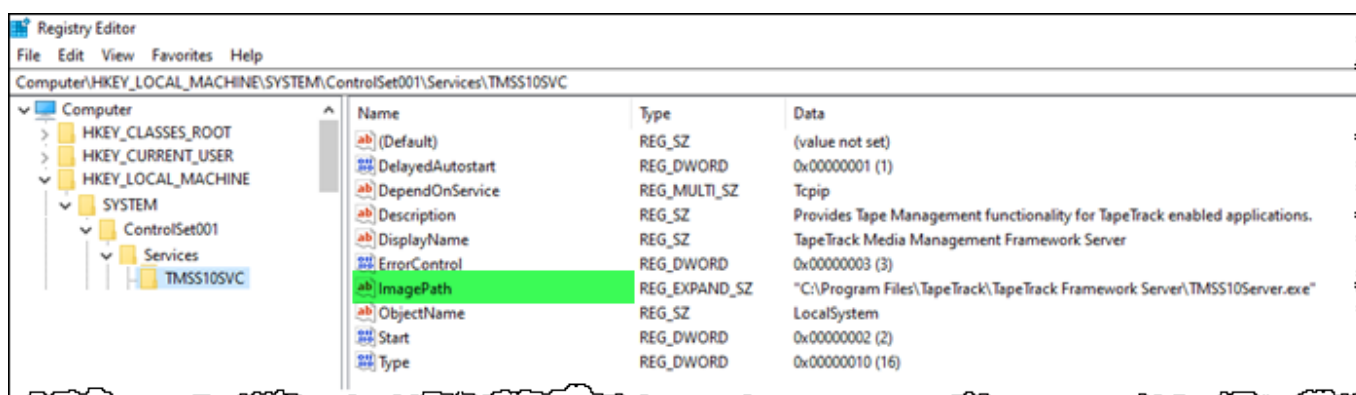 Registry Editor
File Edit View Favorites Help
Computer\HKEY_LOCAL_MACHINE\SYSTEM\ControlSet001\Services\TMSS10SVC
Computer
HKEY_CLASSES_ROOT
HKEY_CURRENT_USER
HKEY_LOCAL_MACHINE
SYSTEM
ControlSet001
Services
TMSS10SVC
Name Type Data
(Default) REG_SZ (value not set)
DelayedAutostart REG_DWORD 0x00000001 (1)
DependOnService REG_MULTI_SZ Tcpip
Description REG_SZ Provides Tape Management functionality for TapeTrack enabled applications.
DisplayName REG_SZ TapeTrack Media Management Framework Server
ErrorControl REG_DWORD 0x00000003 (3)
ImagePath REG_EXPAND_SZ "C:\Program Files\TapeTrack\TapeTrack Framework Server\TMSS10Server.exe"
ObjectName REG_SZ LocalSystem
Start REG_DWORD 0x00000002 (2)
Type REG_DWORD 0x00000010 (16)